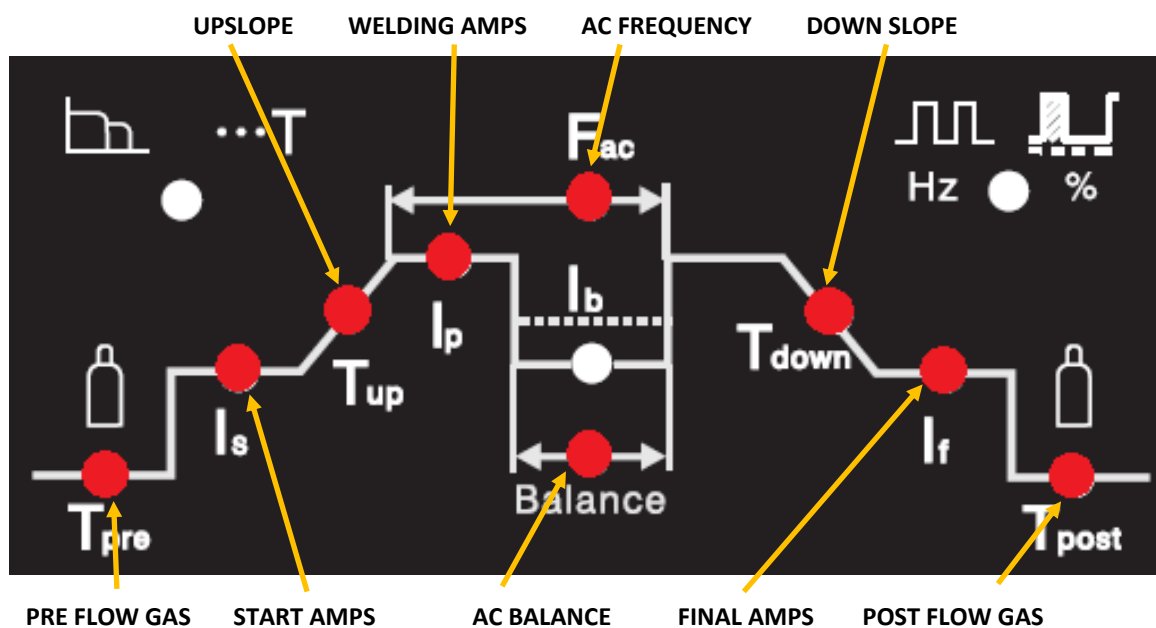 UPSLOPE WELDING AMPS AC FREQUENCY DOWN SLOPE
...T
Fac
Hz %
Ip
Ib
Tup
Tdown
Is
If
Balance
Tpre
Tpost
PRE FLOW GAS START AMPS AC BALANCE FINAL AMPS POST FLOW GAS